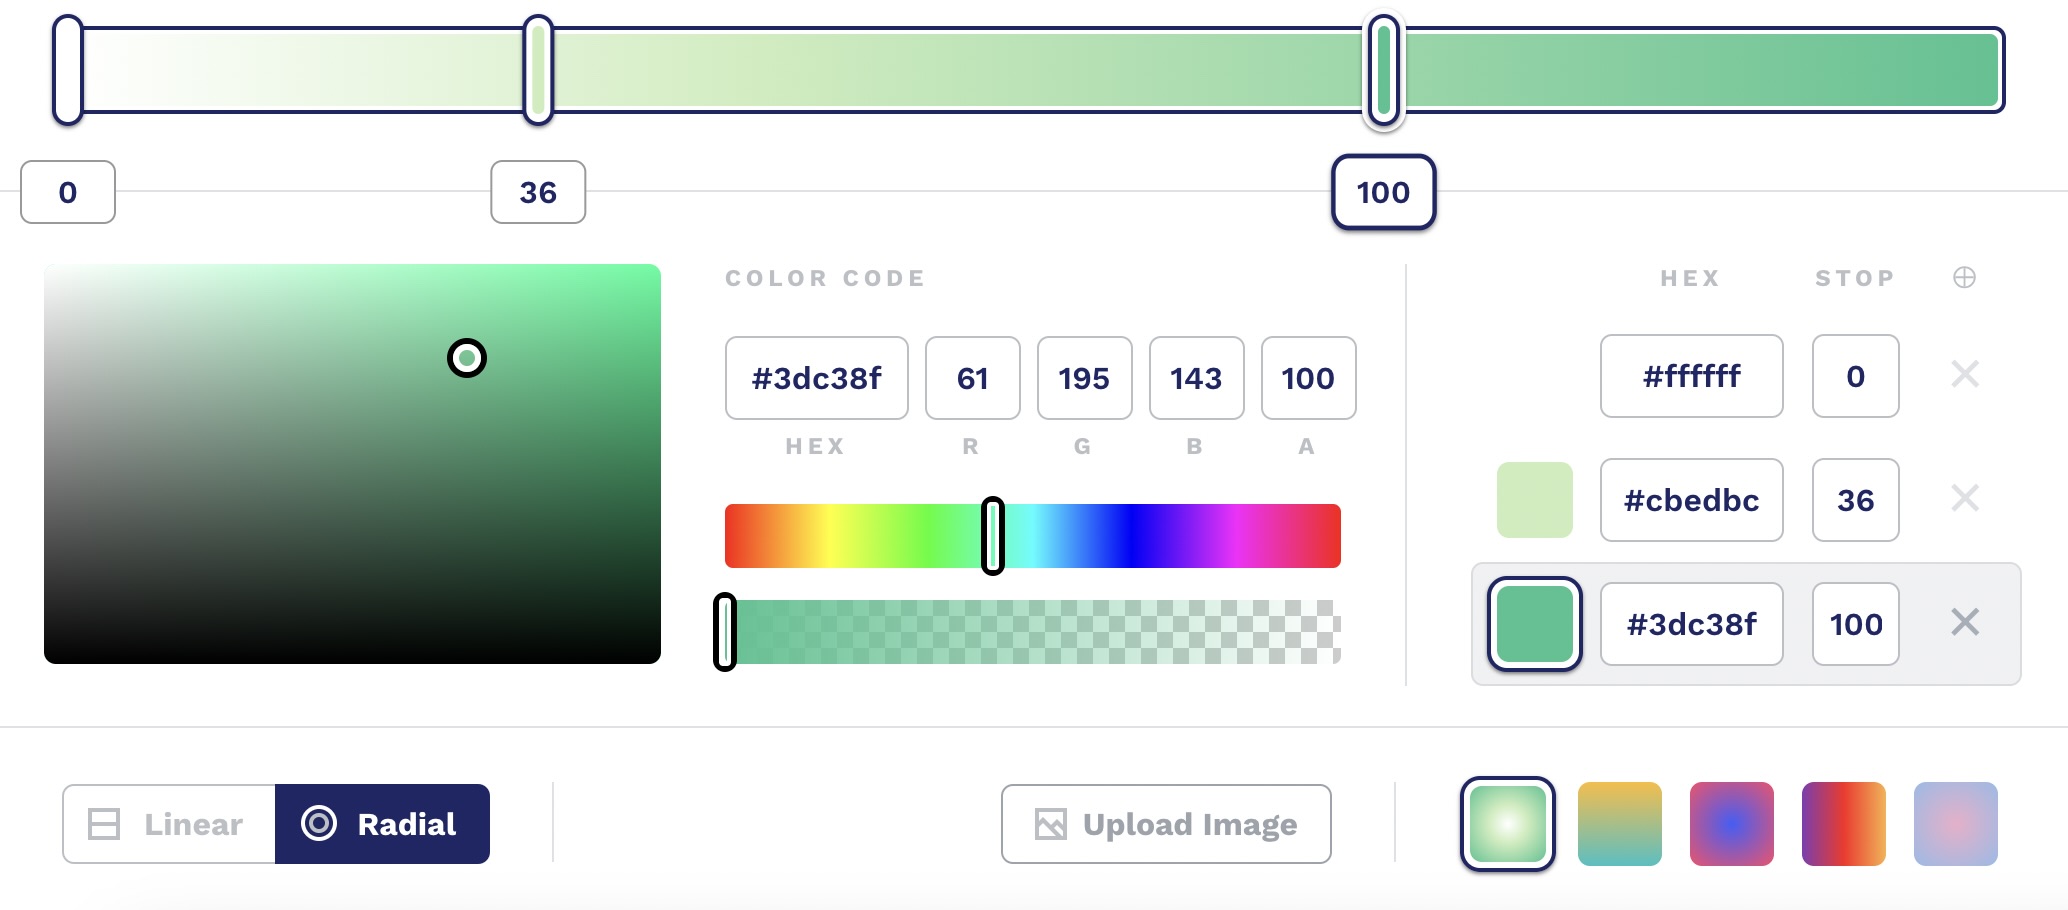 0 36 100
COLOR CODE HEX STOP
#3dc38f 61 195 143 100
HEX R G B A
#ffffff 0
#cbedbc 36
#3dc38f 100
Linear Radial Upload Image